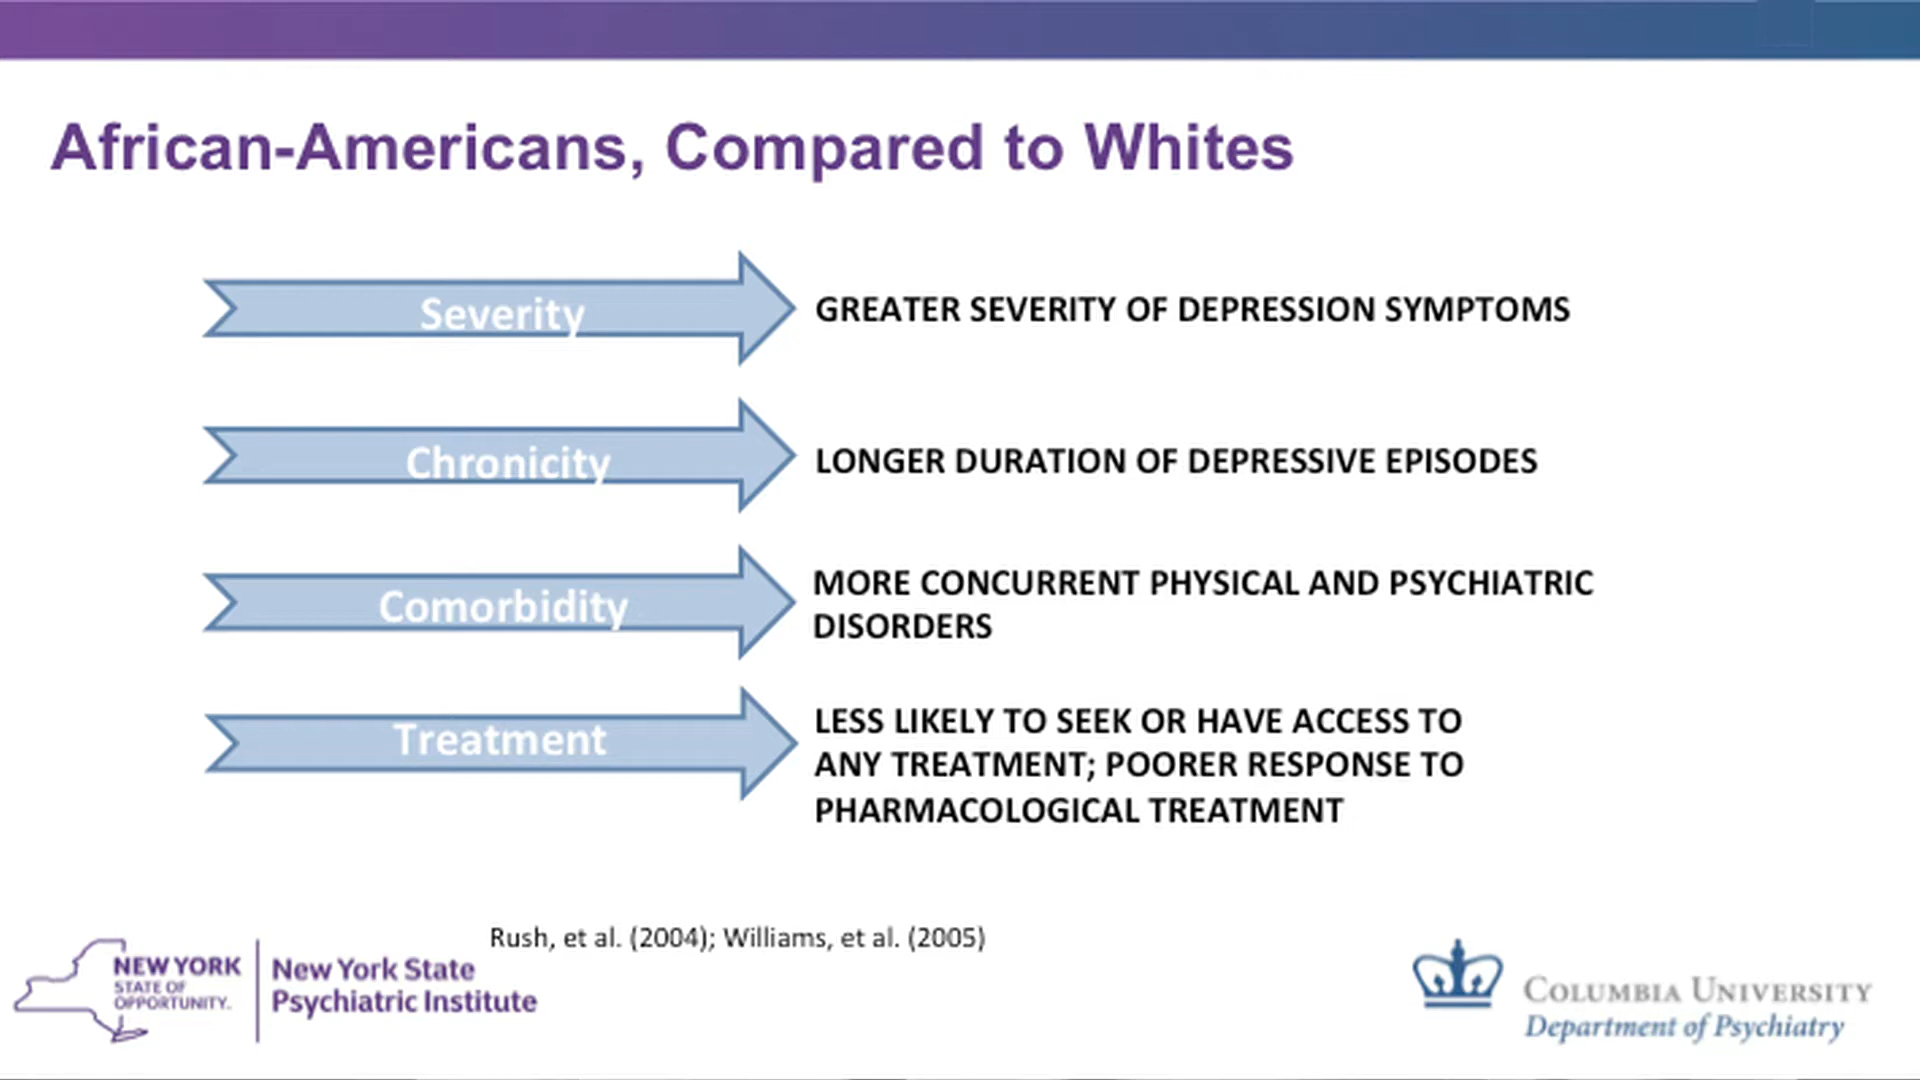 African-Americans, Compared to Whites
Severity
GREATER SEVERITY OF DEPRESSION SYMPTOMS
Chronicity
LONGER DURATION OF DEPRESSIVE EPISODES
Comorbidity
MORE CONCURRENT PHYSICAL AND PSYCHIATRIC
DISORDERS
Treatment
LESS LIKELY TO SEEK OR HAVE ACCESS TO
ANY TREATMENT; POORER RESPONSE TO
PHARMACOLOGICAL TREATMENT
Rush, et al. (2004); Williams, et al. (2005)
NEW YORK
STATE OF
OPPORTUNITY.
New York State
Psychiatric Institute
COLUMBIA UNIVERSITY
Department of Psychiatry